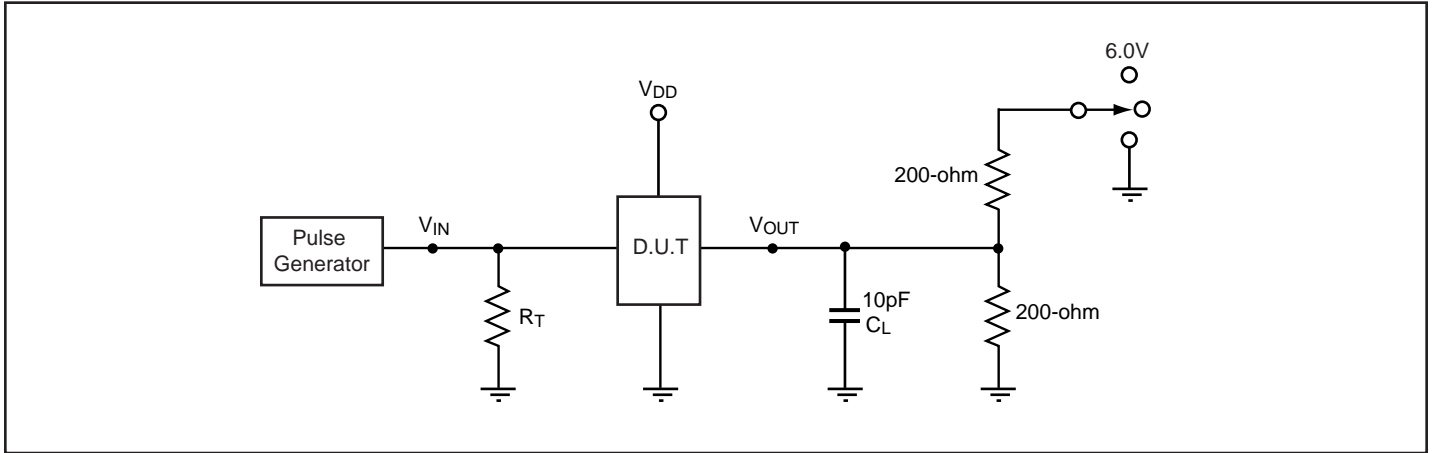 6.0V
VDD
200-ohm
Pulse
Generator
VIN
D.U.T
VOUT
RT
10pF
CL
200-ohm